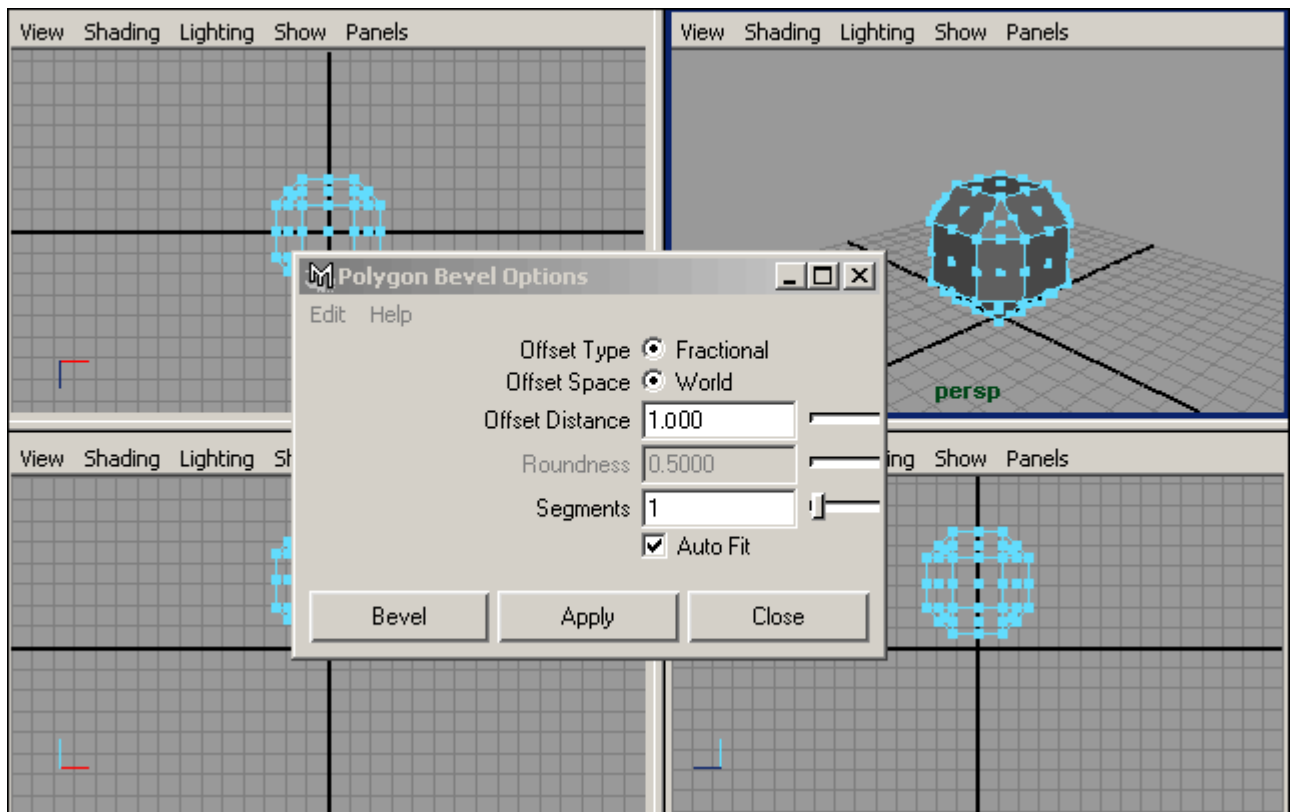 View Shading Lighting Show Panels
View Shading Lighting Show Panels
Polygon Bevel Options
Edit Help
Offset Type Fractional
Offset Space World
Offset Distance 1.000
Roundness 0.5000
Segments 1
Auto Fit
Bevel Apply Close
persp
View Shading Lighting
Show Panels